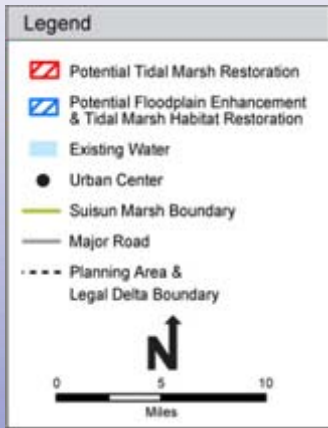 Legend
Potential Tidal Marsh Restoration
Potential Floodplain Enhancement
& Tidal Marsh Habitat Restoration
Existing Water
Urban Center
Suisun Marsh Boundary
Major Road
Planning Area &
Legal Delta Boundary
N
0 5 10
Miles